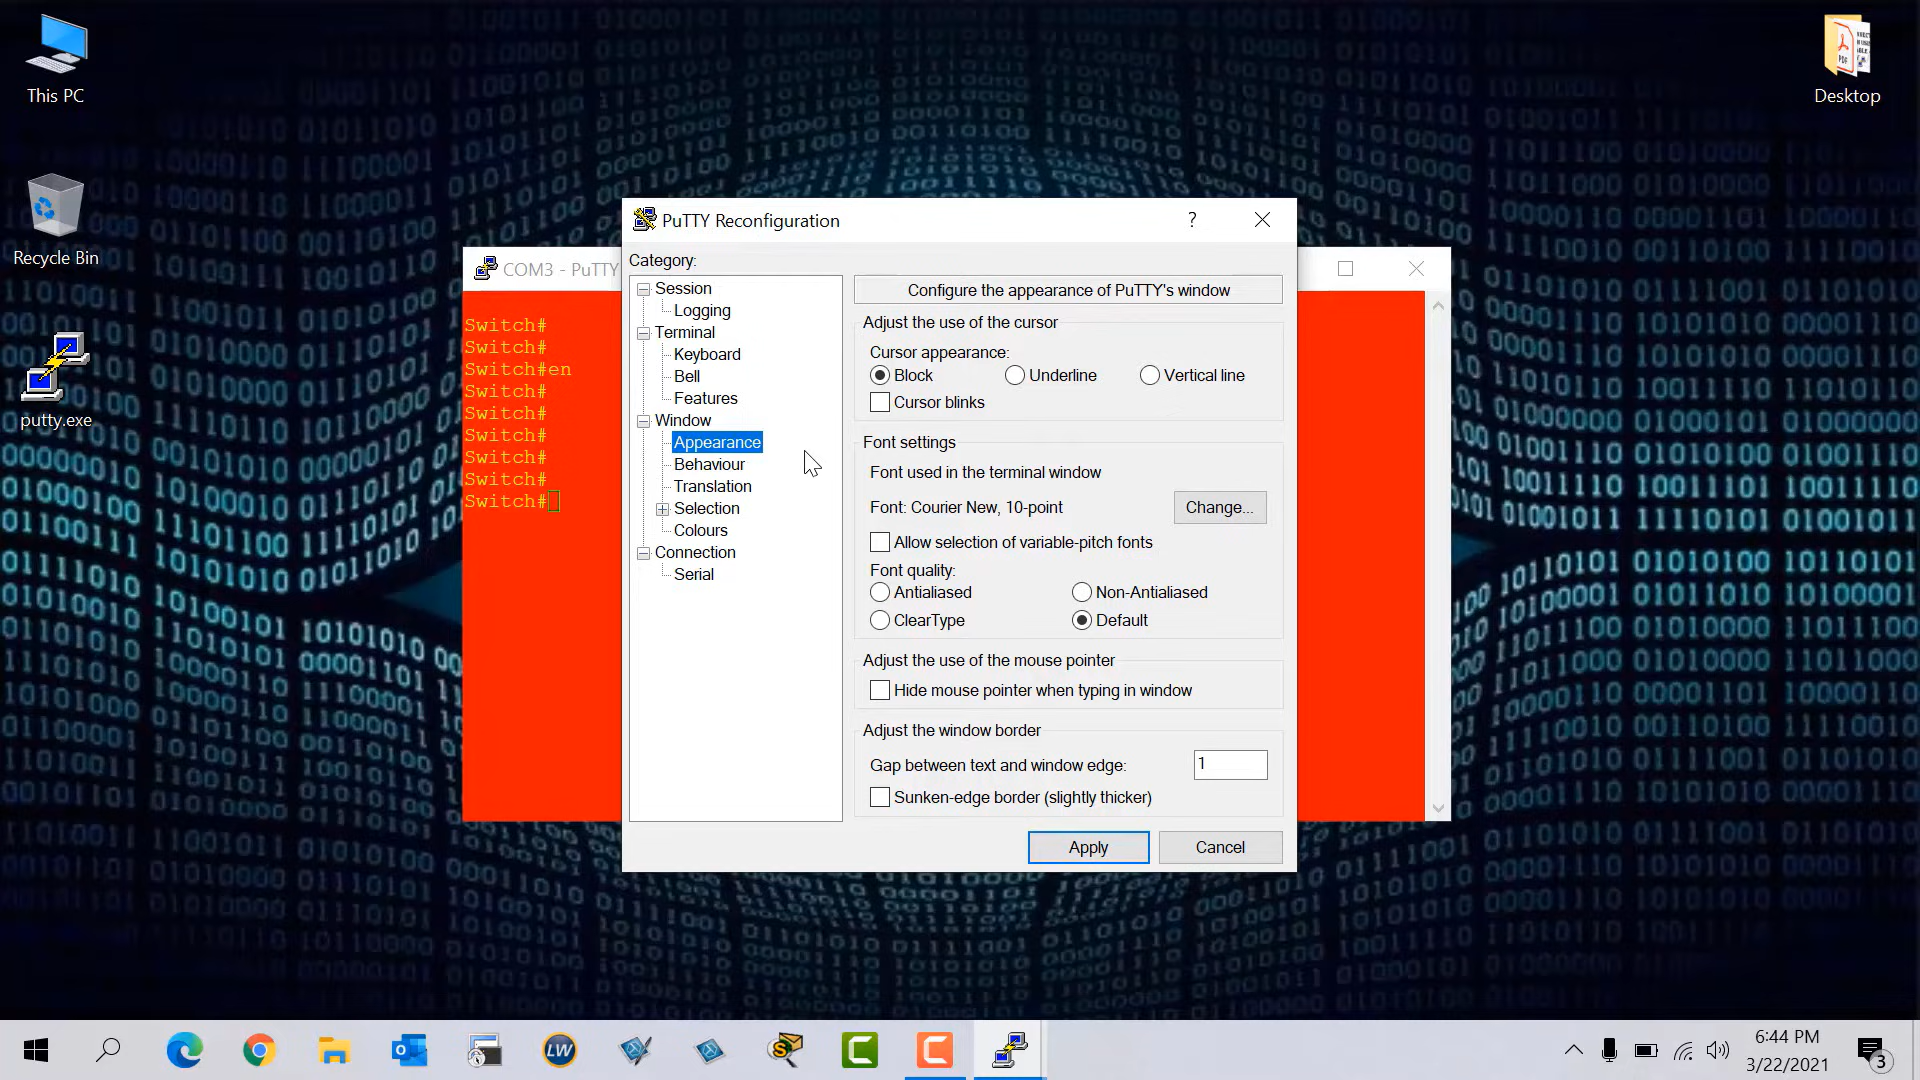 This PC
Recycle Bin
putty.exe
Desktop
COM3 - PuTTY
Switch#
Switch#
Switch#en
Switch#
Switch#
Switch#
Switch#
Switch#
Switch#
PuTTY Reconfiguration
?
Category:
Session
Logging
Terminal
Keyboard
Bell
Features
Window
Appearance
Behaviour
Translation
Selection
Colours
Connection
Serial
Configure the appearance of PuTTY's window
Adjust the use of the cursor
Cursor appearance:
Block
Underline
Vertical line
Cursor blinks
Font settings
Font used in the terminal window
Font: Courier New, 10-point
Change...
Allow selection of variable-pitch fonts
Font quality:
Antialiased
Non-Antialiased
ClearType
Default
Adjust the use of the mouse pointer
Hide mouse pointer when typing in window
Adjust the window border
Gap between text and window edge:
1
Sunken-edge border (slightly thicker)
Apply
Cancel
LW
6:44 PM
3/22/2021
3